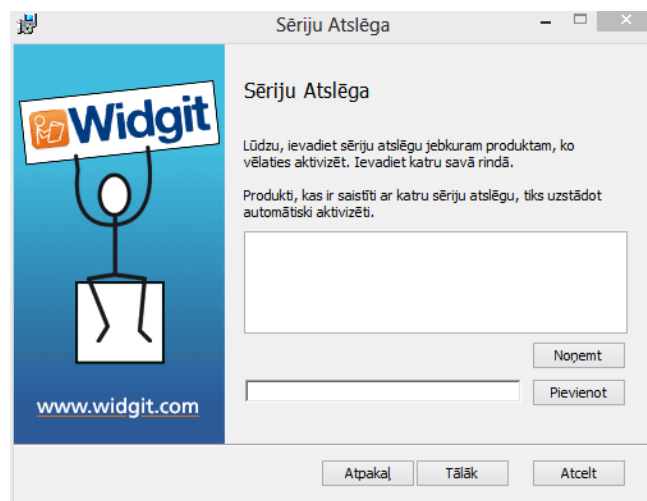 Sēriju Atslēga
Widgit
Sēriju Atslēga
Lūdzu, ievadiet sēriju atslēgu jebkuram produktam, ko
vēlaties aktivizēt. Ievadiet katru savā rindā.
Produkti, kas ir saistīti ar katru sēriju atslēgu, tiks uzstādot
automātiski aktivizēti.
Noņemt
Pievienot
www.widgit.com
Atpakaļ
Tālāk
Atcelt